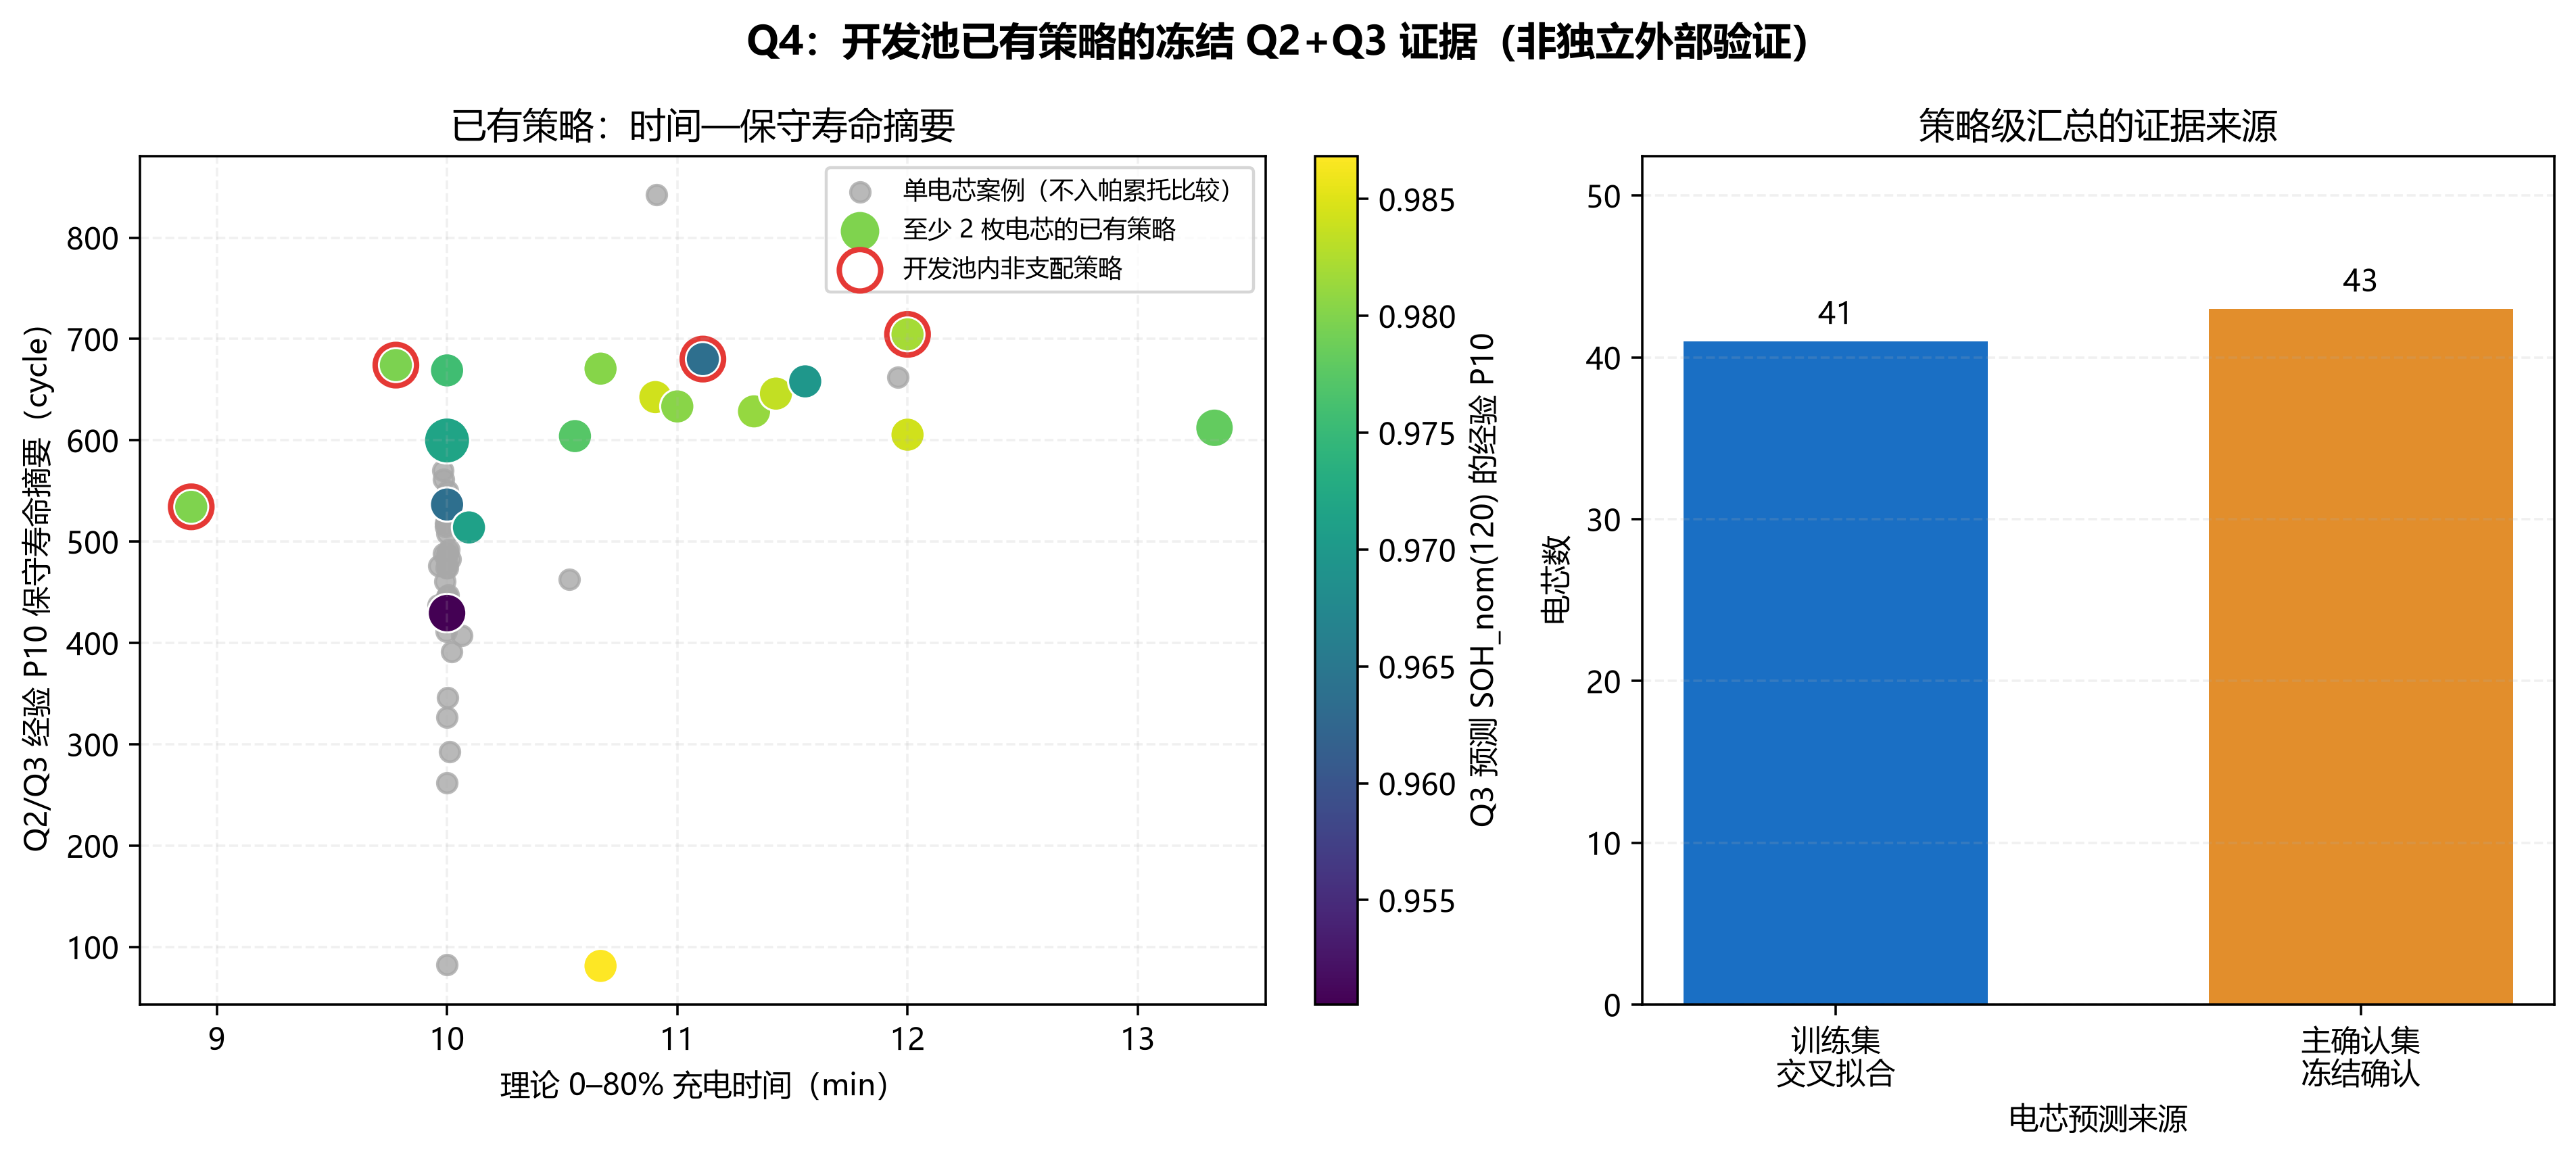 Q4：开发池已有策略的冻结 Q2+Q3 证据（非独立外部验证）
已有策略：时间—保守寿命摘要
单电芯案例（不入帕累托比较）
至少 2 枚电芯的已有策略
开发池内非支配策略
Q2/Q3 经验 P10 保守寿命摘要（cycle）
800
700
600
500
400
300
200
100
9
10
11
12
13
理论 0–80% 充电时间（min）
0.985
0.980
0.975
0.970
0.965
0.960
0.955
Q3 预测 SOH_nom(120) 的经验 P10
策略级汇总的证据来源
电芯数
50
40
30
20
10
0
41
43
训练集
交叉拟合
主确认集
冻结确认
电芯预测来源